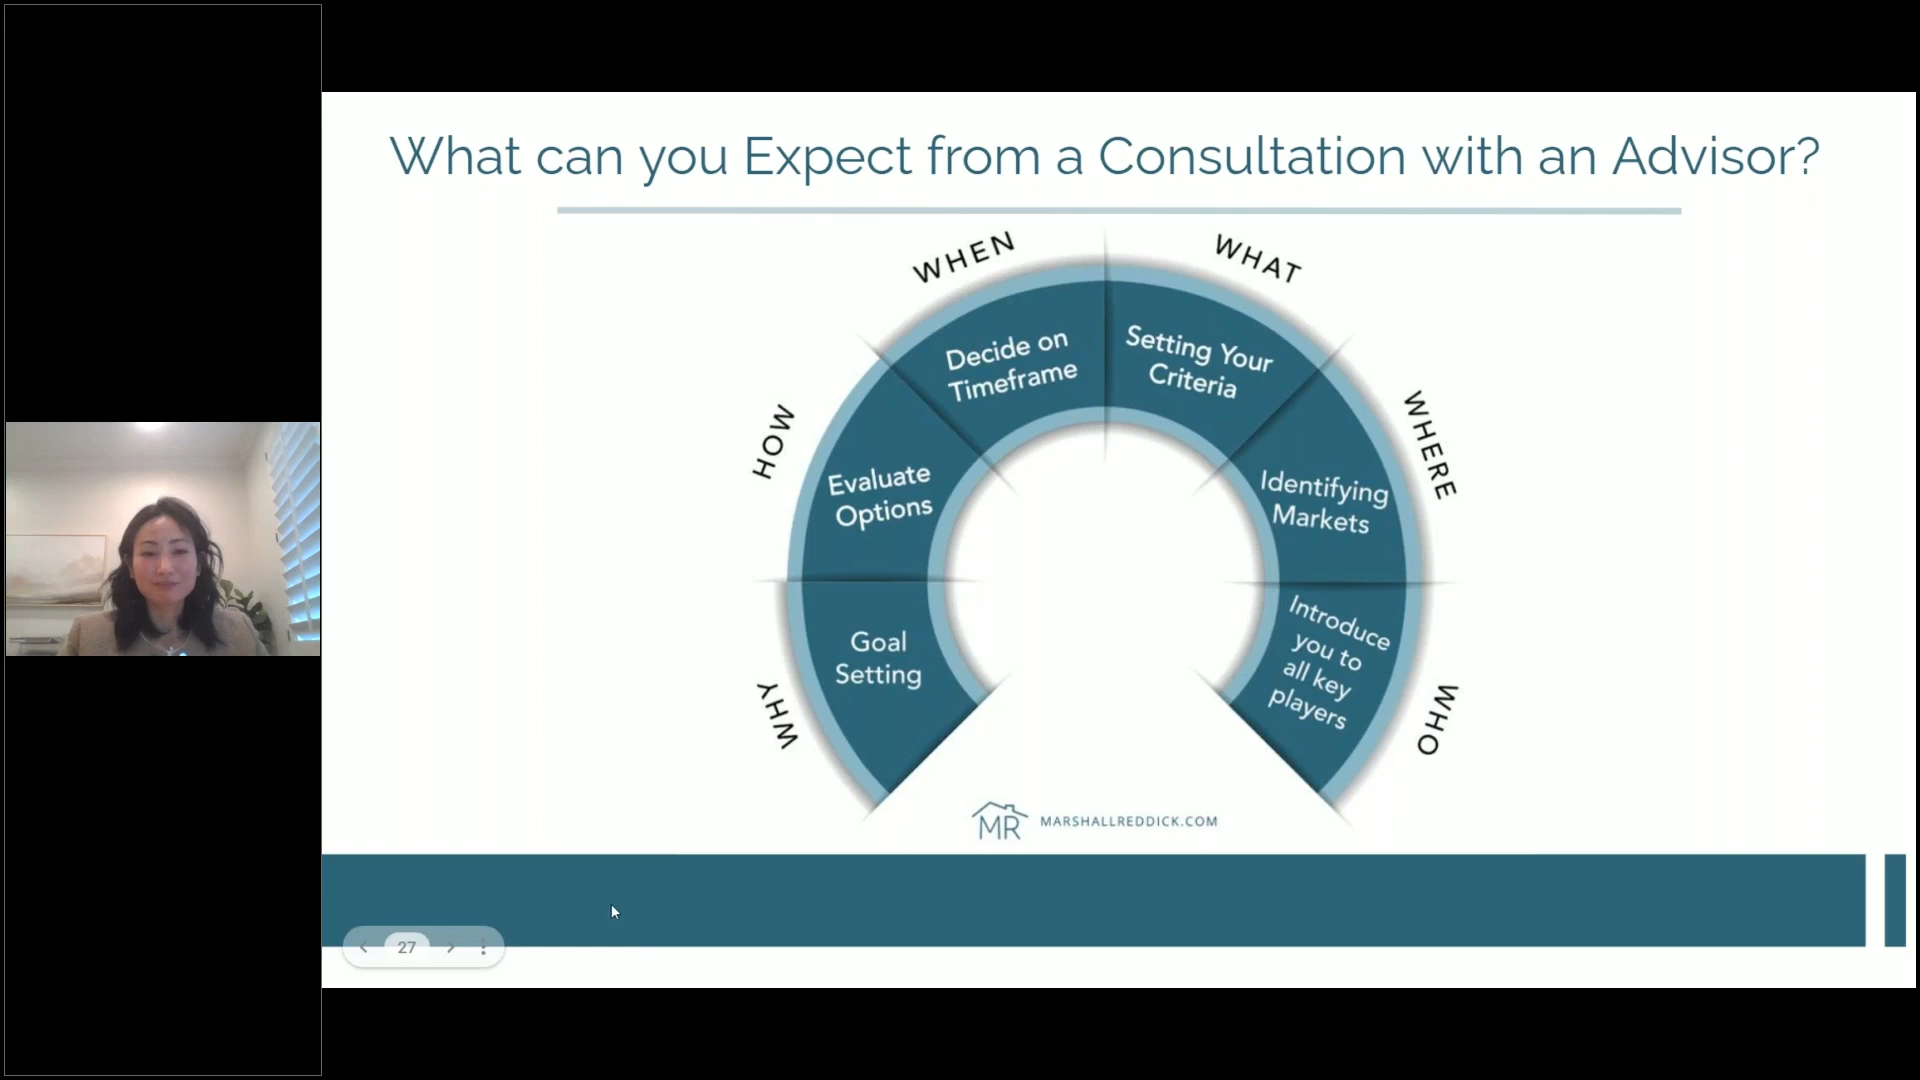 What can you Expect from a Consultation with an Advisor?
WHY
Goal
Setting
HOW
Evaluate
Options
WHEN
Decide on
Timeframe
WHAT
Setting Your
Criteria
WHERE
Identifying
Markets
WHO
Introduce
you to
all key
players
MR
MARSHALLREDDICK.COM
27